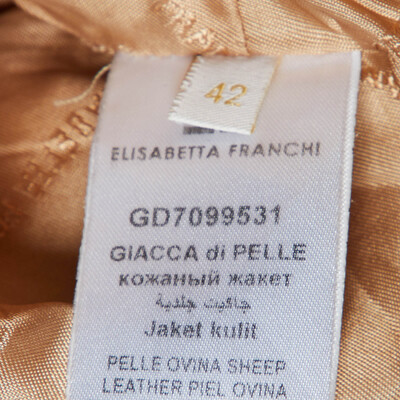 42
ELISABETTA FRANCHI
GD7099531
GIACCA di PELLE
кожаный жакет
جاكيت جلدية
Jaket kulit
PELLE OVINA SHEEP
LEATHER PIEL OVINA